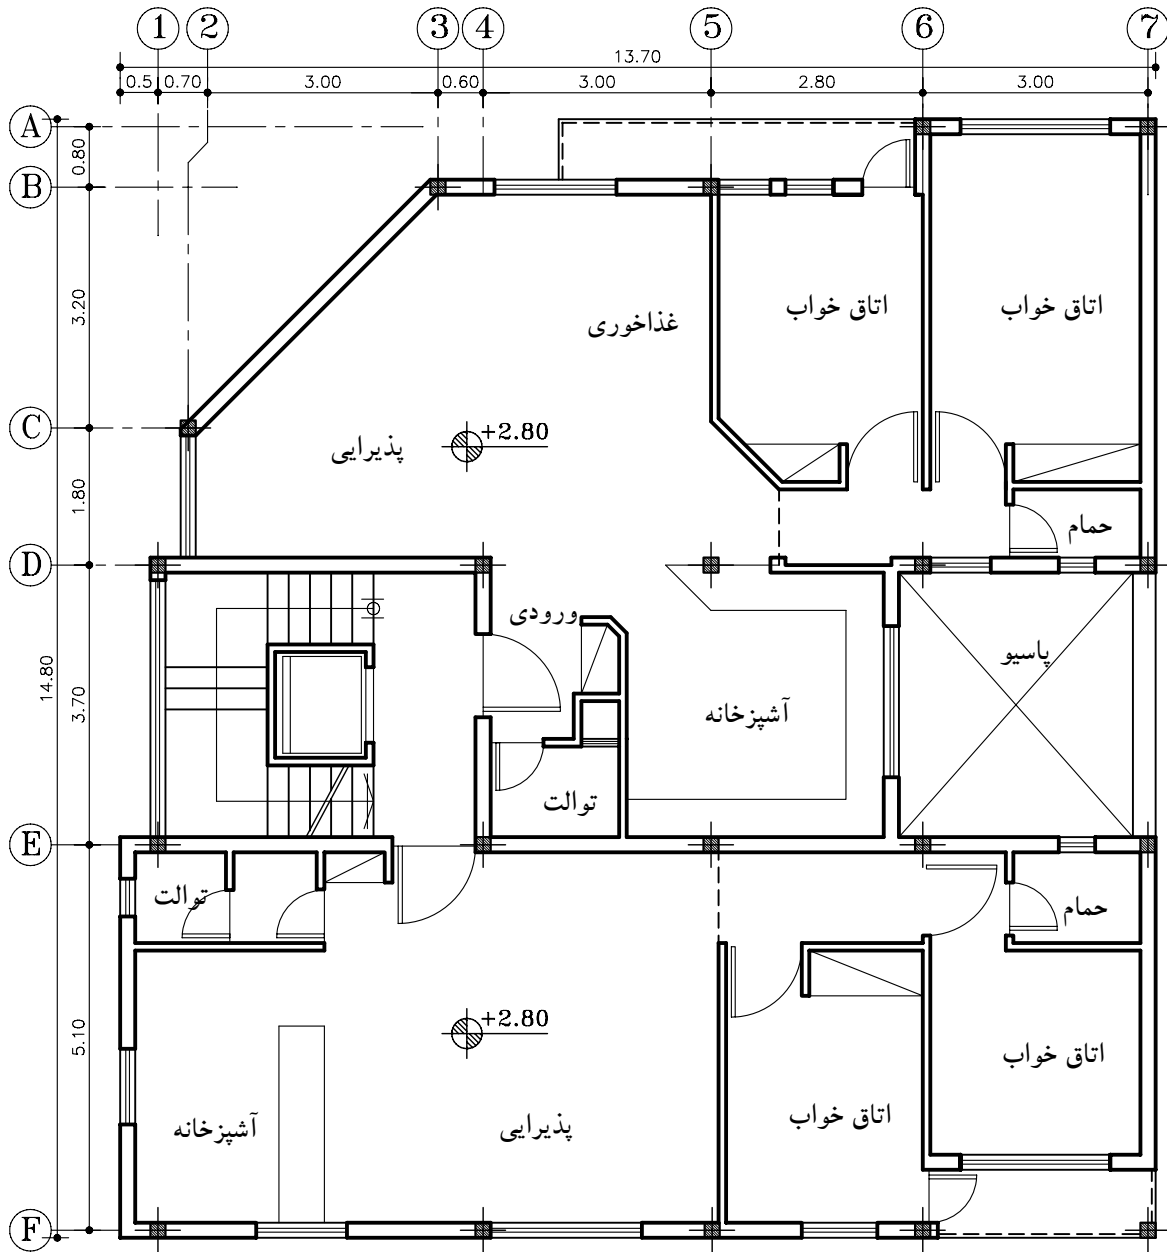 1 2 3 4 5 6 7
13.70
0.5 0.70 3.00 0.60 3.00 2.80 3.00
A
0.80
B
3.20
اتاق خواب
اتاق خواب
غذاخوری
C
+2.80
پذیرایی
1.80
حمام
D
ورودی
14.80
3.70
پاسیو
آشپزخانه
توالت
E
توالت
حمام
5.10
+2.80
اتاق خواب
اتاق خواب
آشپزخانه
پذیرایی
F